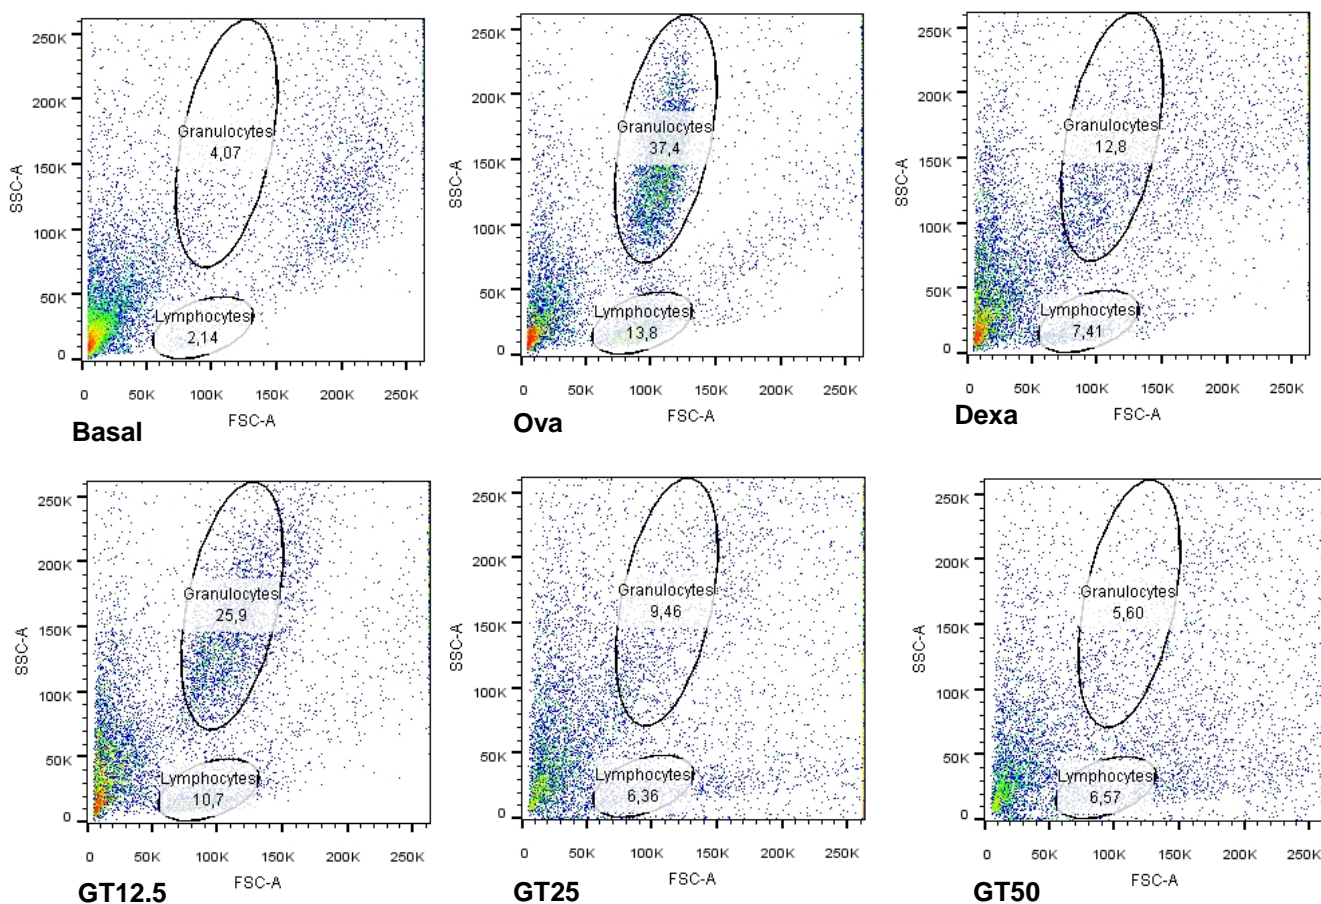 250K
200K
150K
100K
50K
0
SSC-A
Granulocytes
4,07
Lymphocytes
2,14
0 50K 100K 150K 200K 250K
FSC-A
Basal
250K
200K
150K
100K
50K
0
SSC-A
Granulocytes
37,4
Lymphocytes
13,8
0 50K 100K 150K 200K 250K
FSC-A
Ova
250K
200K
150K
100K
50K
0
SSC-A
Granulocytes
12,8
Lymphocytes
7,41
0 50K 100K 150K 200K 250K
FSC-A
Dexa
250K
200K
150K
100K
50K
0
SSC-A
Granulocytes
25,9
Lymphocytes
10,7
0 50K 100K 150K 200K 250K
FSC-A
GT12.5
250K
200K
150K
100K
50K
0
SSC-A
Granulocytes
9,46
Lymphocytes
6,36
0 50K 100K 150K 200K 250K
FSC-A
GT25
250K
200K
150K
100K
50K
0
SSC-A
Granulocytes
5,60
Lymphocytes
6,57
0 50K 100K 150K 200K 250K
FSC-A
GT50